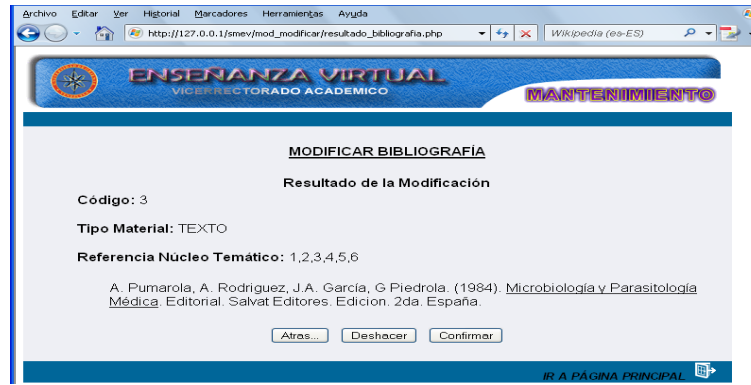 Archivo Editar Ver Historial Marcadores Herramientas Ayuda
http://127.0.0.1/smev/mod_modificar/resultado_bibliografia.php Wikipedia (es-ES)
ENSEÑANZA VIRTUAL
VICERRECTORADO ACADEMICO
MANTENIMIENTO
MODIFICAR BIBLIOGRAFÍA
Resultado de la Modificación
Código: 3
Tipo Material: TEXTO
Referencia Núcleo Temático: 1,2,3,4,5,6
A. Pumarola, A. Rodriguez, J.A. García, G Piedrola. (1984). Microbiología y Parasitología
Médica. Editorial. Salvat Editores. Edicion. 2da. España.
Atras... Deshacer Confirmar
IR A PÁGINA PRINCIPAL